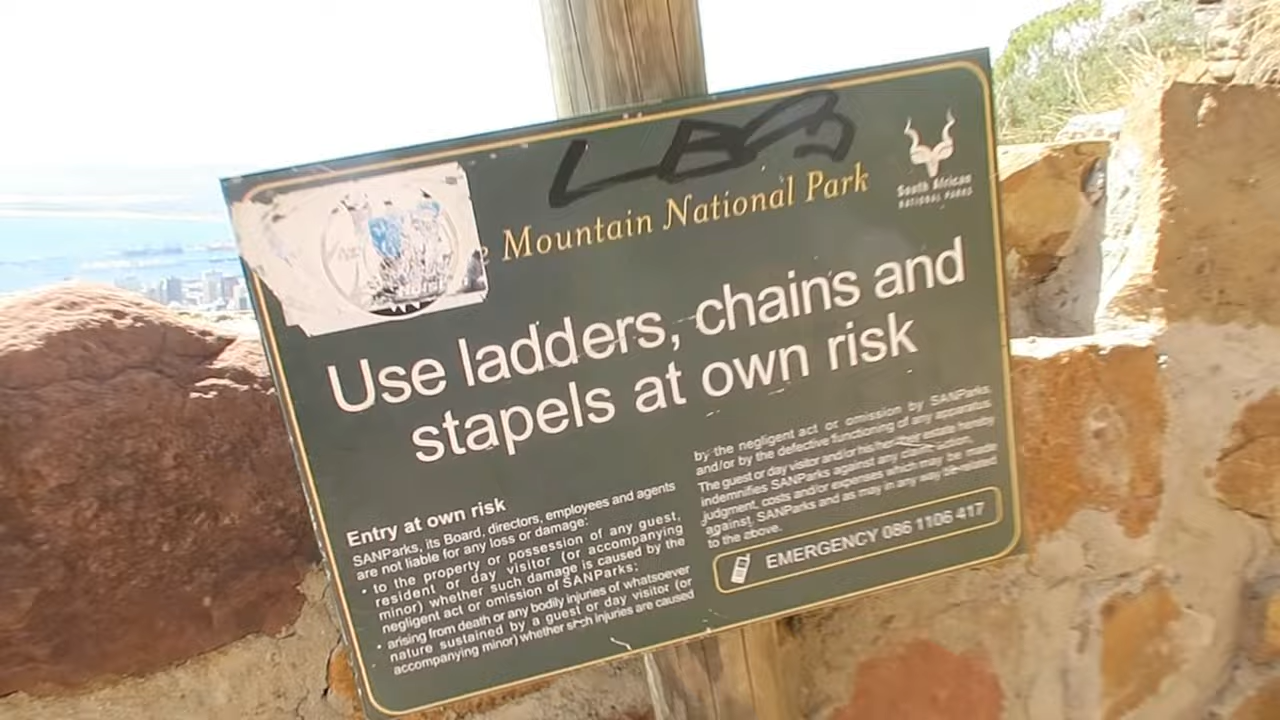 LBS
e Mountain National Park
South African
NATIONAL PARKS
Use ladders, chains and
stapels at own risk
Entry at own risk
SANParks, its Board, directors, employees and agents
are not liable for any loss or damage:
• to the property or possession of any guest,
resident or day visitor (or accompanying
minor) whether such damage is caused by the
negligent act or omission of SANParks;
• arising from death or any bodily injuries of whatsoever
nature sustained by a guest or day visitor (or
accompanying minor) whether such injuries are caused
by the negligent act or omission by SANParks
and/or by the defective functioning of any apparatus.
The guest or day visitor and/or his/her/her estate hereby
indemnifies SANParks against any claim, action,
judgment, costs and/or expenses which may be made
against SANParks and as may in any way be related
to the above.
EMERGENCY 086 1106 417